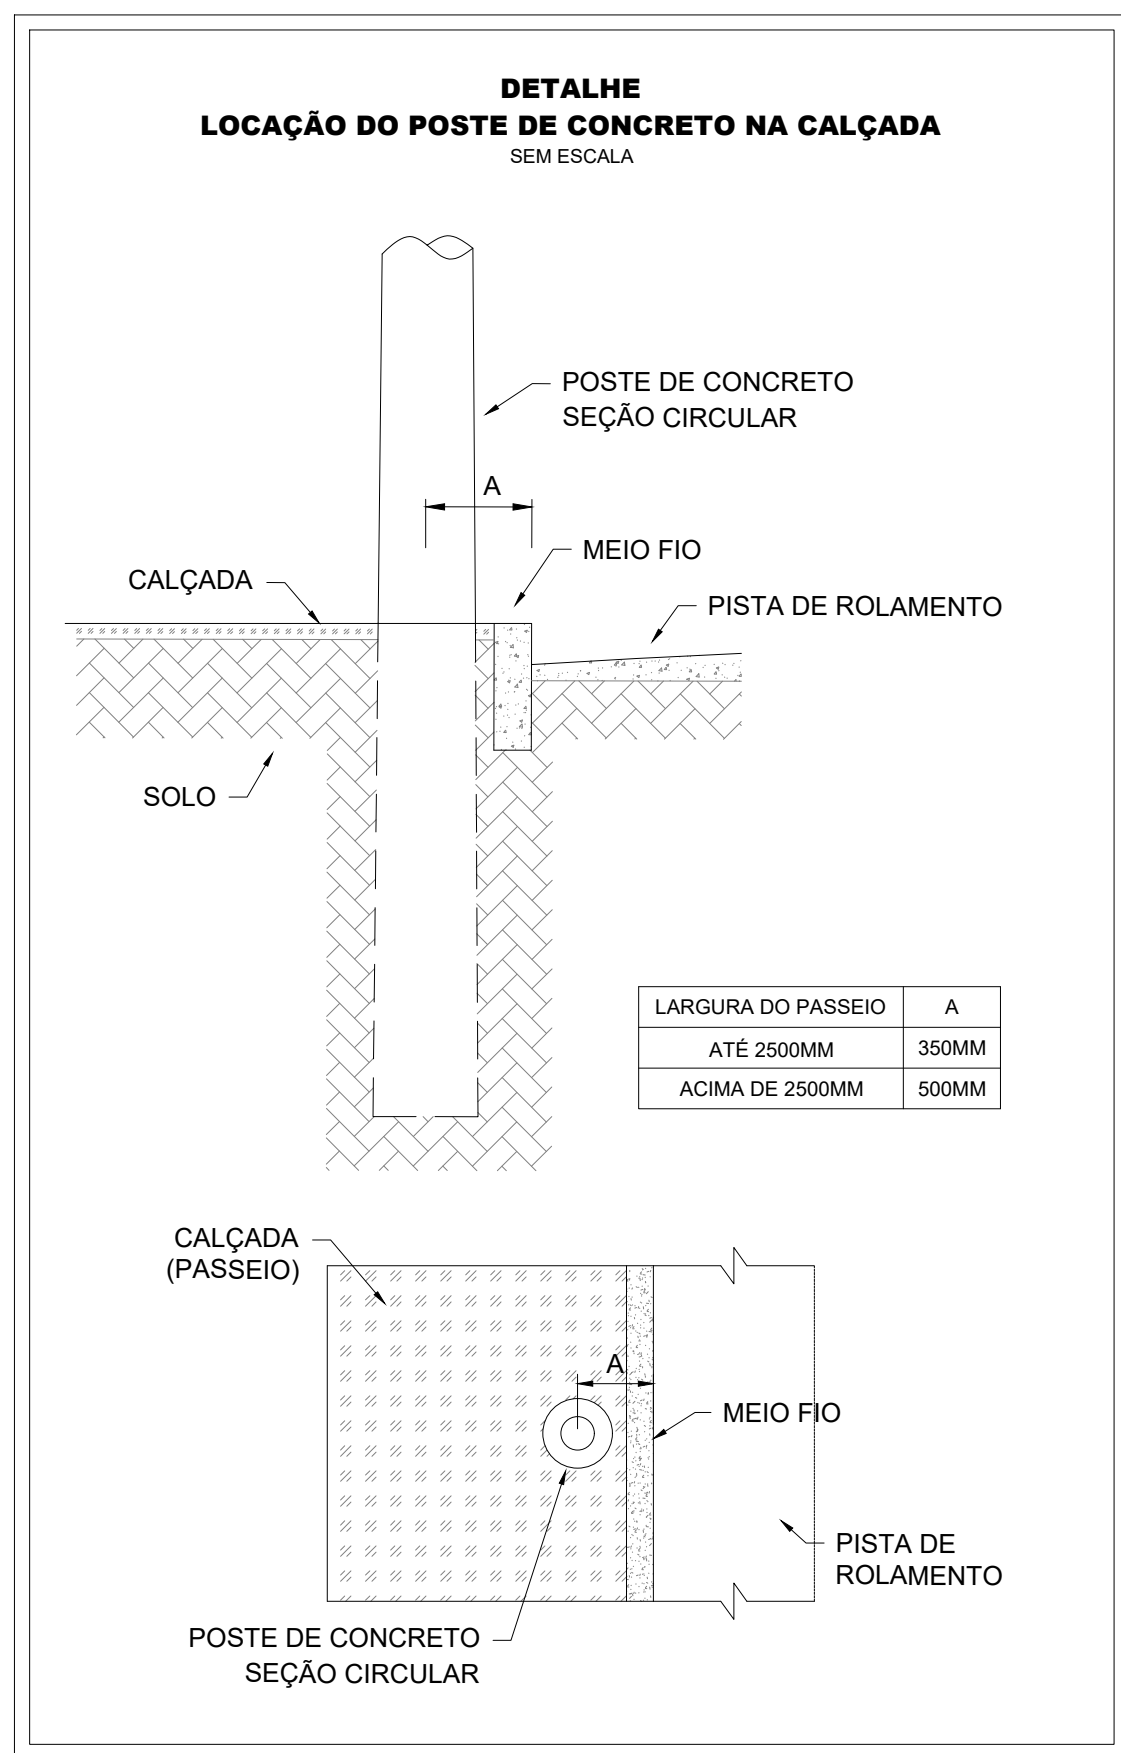 DETALHE
LOCAÇÃO DO POSTE DE CONCRETO NA CALÇADA
SEM ESCALA
POSTE DE CONCRETO
SEÇÃO CIRCULAR
A
MEIO FIO
CALÇADA
PISTA DE ROLAMENTO
SOLO
LARGURA DO PASSEIO A
ATÉ 2500MM 350MM
ACIMA DE 2500MM 500MM
CALÇADA
(PASSEIO)
A
MEIO FIO
PISTA DE
ROLAMENTO
POSTE DE CONCRETO
SEÇÃO CIRCULAR